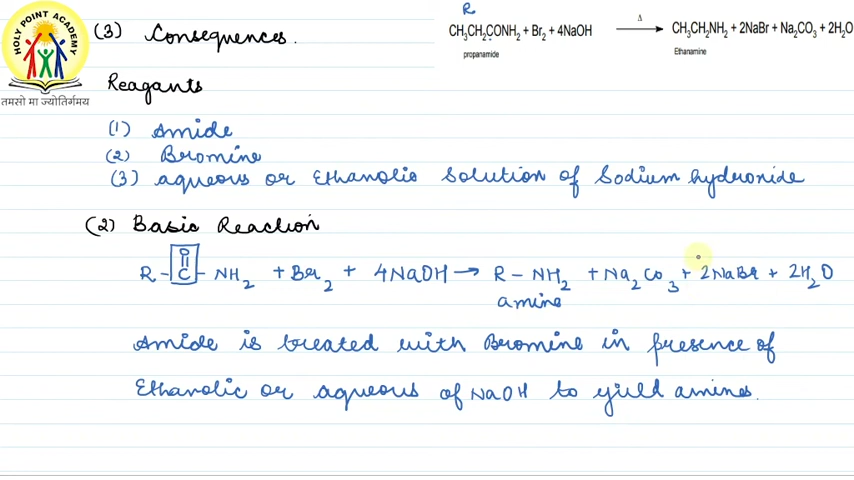 HOLY POINT ACADEMY
तमसो मा ज्योतिर्गमय
(3) Consequences.
R
CH₃CH₂CONH₂ + Br₂ + 4NaOH —Δ→ CH₃CH₂NH₂ + 2NaBr + Na₂CO₃ + 2H₂O
propanamide Ethanamine
Reagants
(1) Amide
(2) Bromine
(3) aqueous or Ethanolic Solution of Sodium hydroxide
(2) Basic Reaction
O
R - C - NH₂ + Br₂ + 4NaOH → R - NH₂ + Na₂CO₃ + 2NaBr + 2H₂O
amine
Amide is treated with Bromine in presence of
Ethanolic or aqueous of NaOH to yield amines.